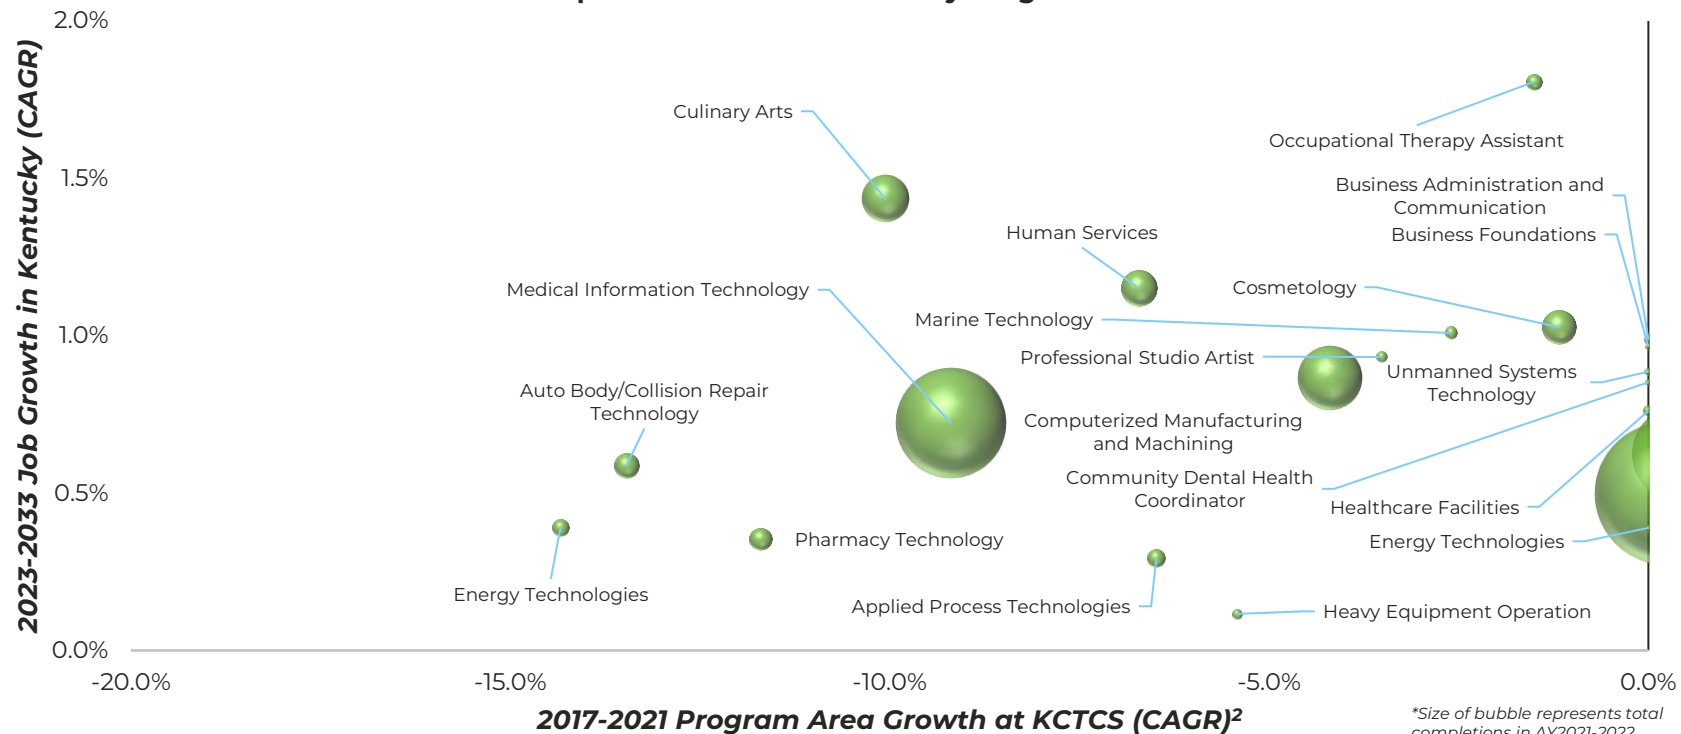 2.0%
Culinary Arts
Occupational Therapy Assistant
1.5%
Business Administration and
Communication
Business Foundations
Human Services
Medical Information Technology
Cosmetology
Marine Technology
1.0%
Professional Studio Artist
Unmanned Systems
Technology
Auto Body/Collision Repair
Technology
Computerized Manufacturing
and Machining
Community Dental Health
Coordinator
0.5%
Healthcare Facilities
Pharmacy Technology
Energy Technologies
Energy Technologies
Applied Process Technologies
Heavy Equipment Operation
0.0%
2023-2033 Job Growth in Kentucky (CAGR)
-20.0%
-15.0%
-10.0%
-5.0%
0.0%
2017-2021 Program Area Growth at KCTCS (CAGR)²
*Size of bubble represents total
completions in AY2021-2022